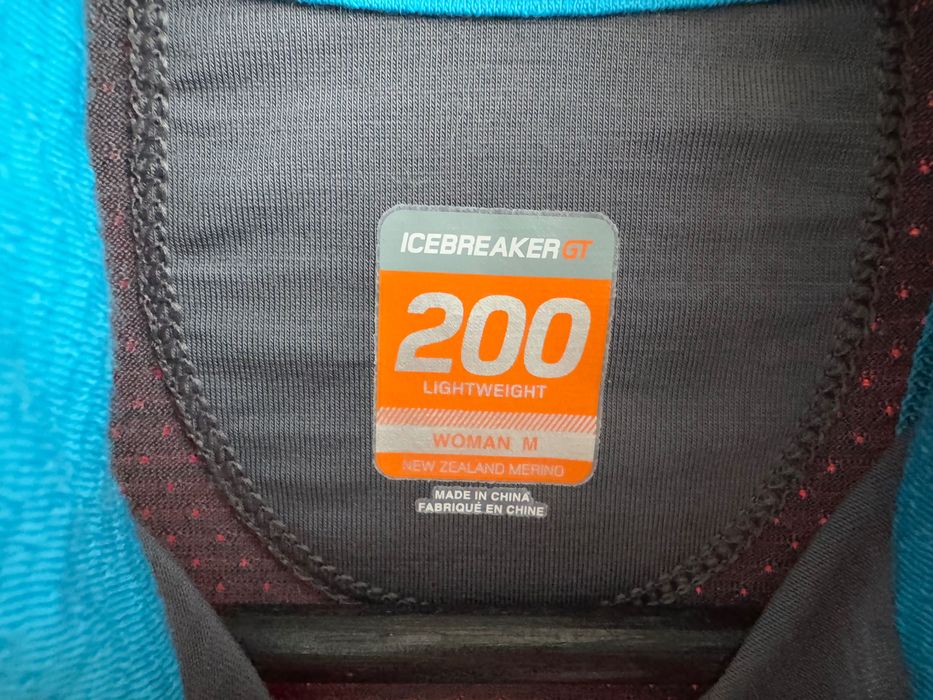 ICEBREAKER GT
200
LIGHTWEIGHT
WOMAN M
NEW ZEALAND MERINO
MADE IN CHINA
FABRIQUÉ EN CHINE